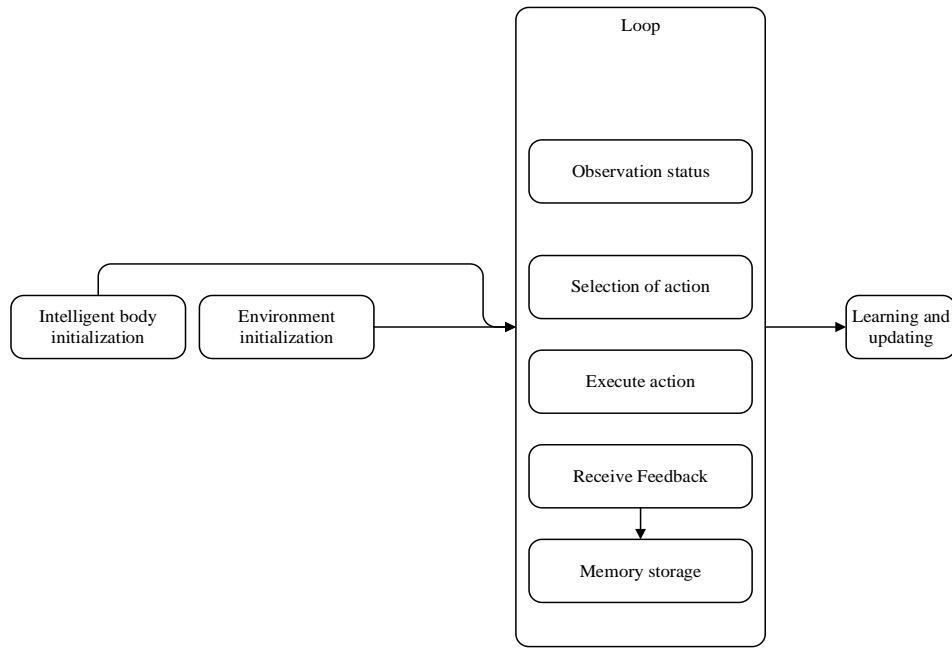 Loop
Observation status
Selection of action
Intelligent body
initialization
Environment
initialization
Learning and
updating
Execute action
Receive Feedback
Memory storage